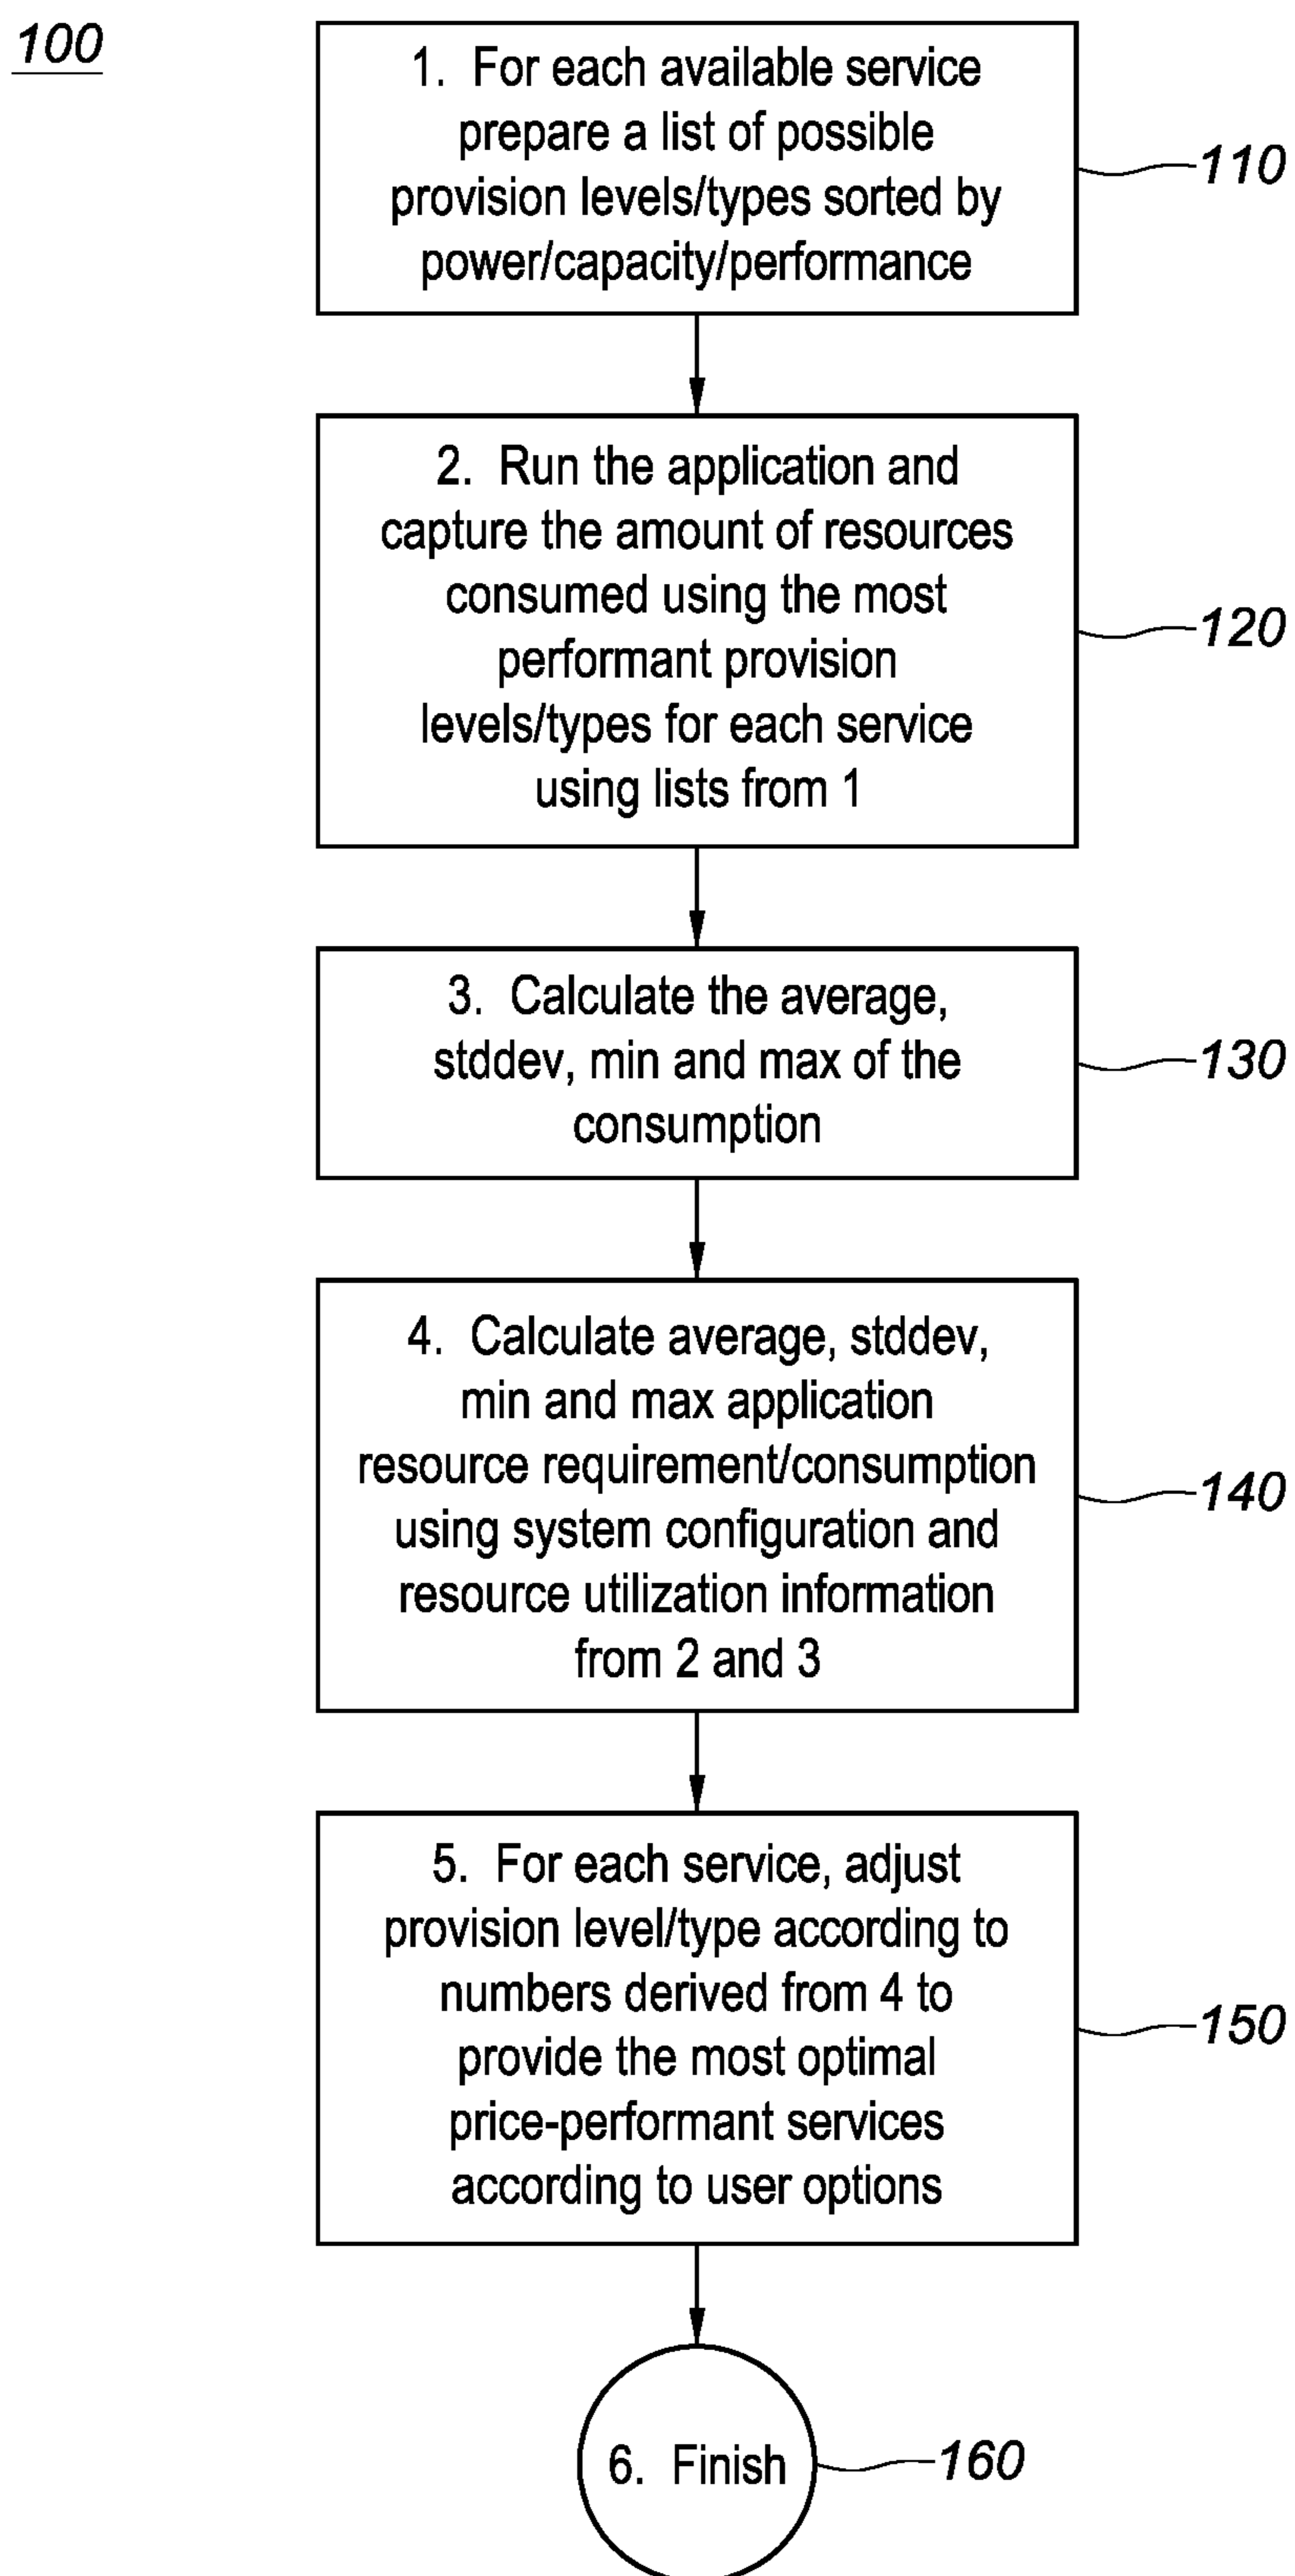 100
1. For each available service
prepare a list of possible
provision levels/types sorted by
power/capacity/performance
110
2. Run the application and
capture the amount of resources
consumed using the most
performant provision
levels/types for each service
using lists from 1
120
3. Calculate the average,
stddev, min and max of the
consumption
130
4. Calculate average, stddev,
min and max application
resource requirement/consumption
using system configuration and
resource utilization information
from 2 and 3
140
5. For each service, adjust
provision level/type according to
numbers derived from 4 to
provide the most optimal
price-performant services
according to user options
150
6. Finish
160